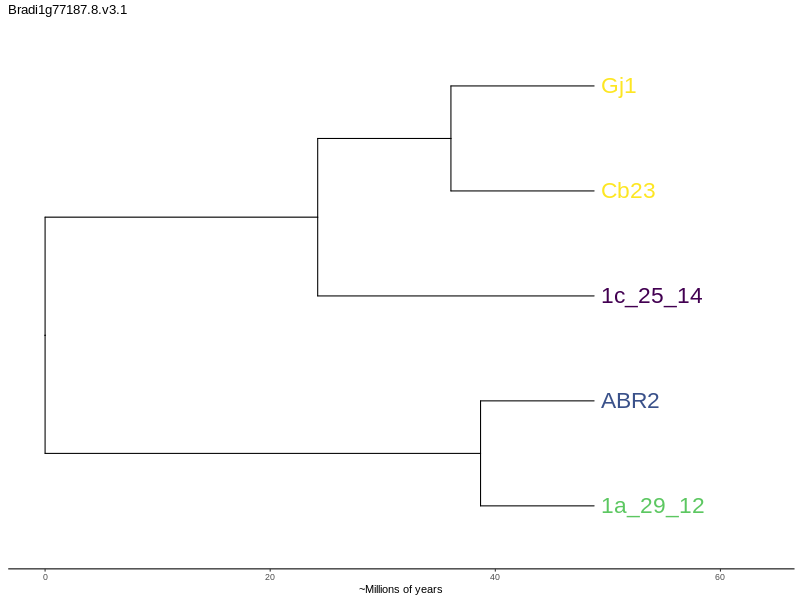 Bradi1g77187.8.v3.1
Gj1
Cb23
1c_25_14
ABR2
1a_29_12
0 20 40 60
~Millions of years